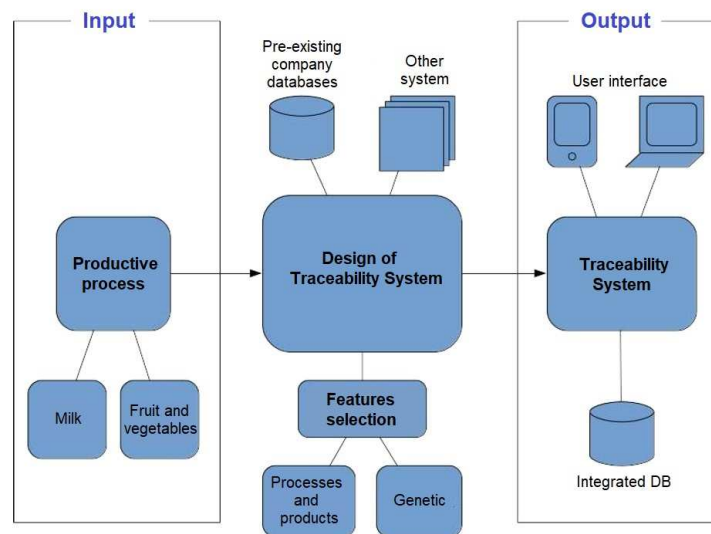 Input
Pre-existing
company
databases
Other
system
Output
User interface
Productive
process
Design of
Traceability System
Traceability
System
Milk
Fruit and
vegetables
Features
selection
Processes
and
products
Genetic
Integrated DB